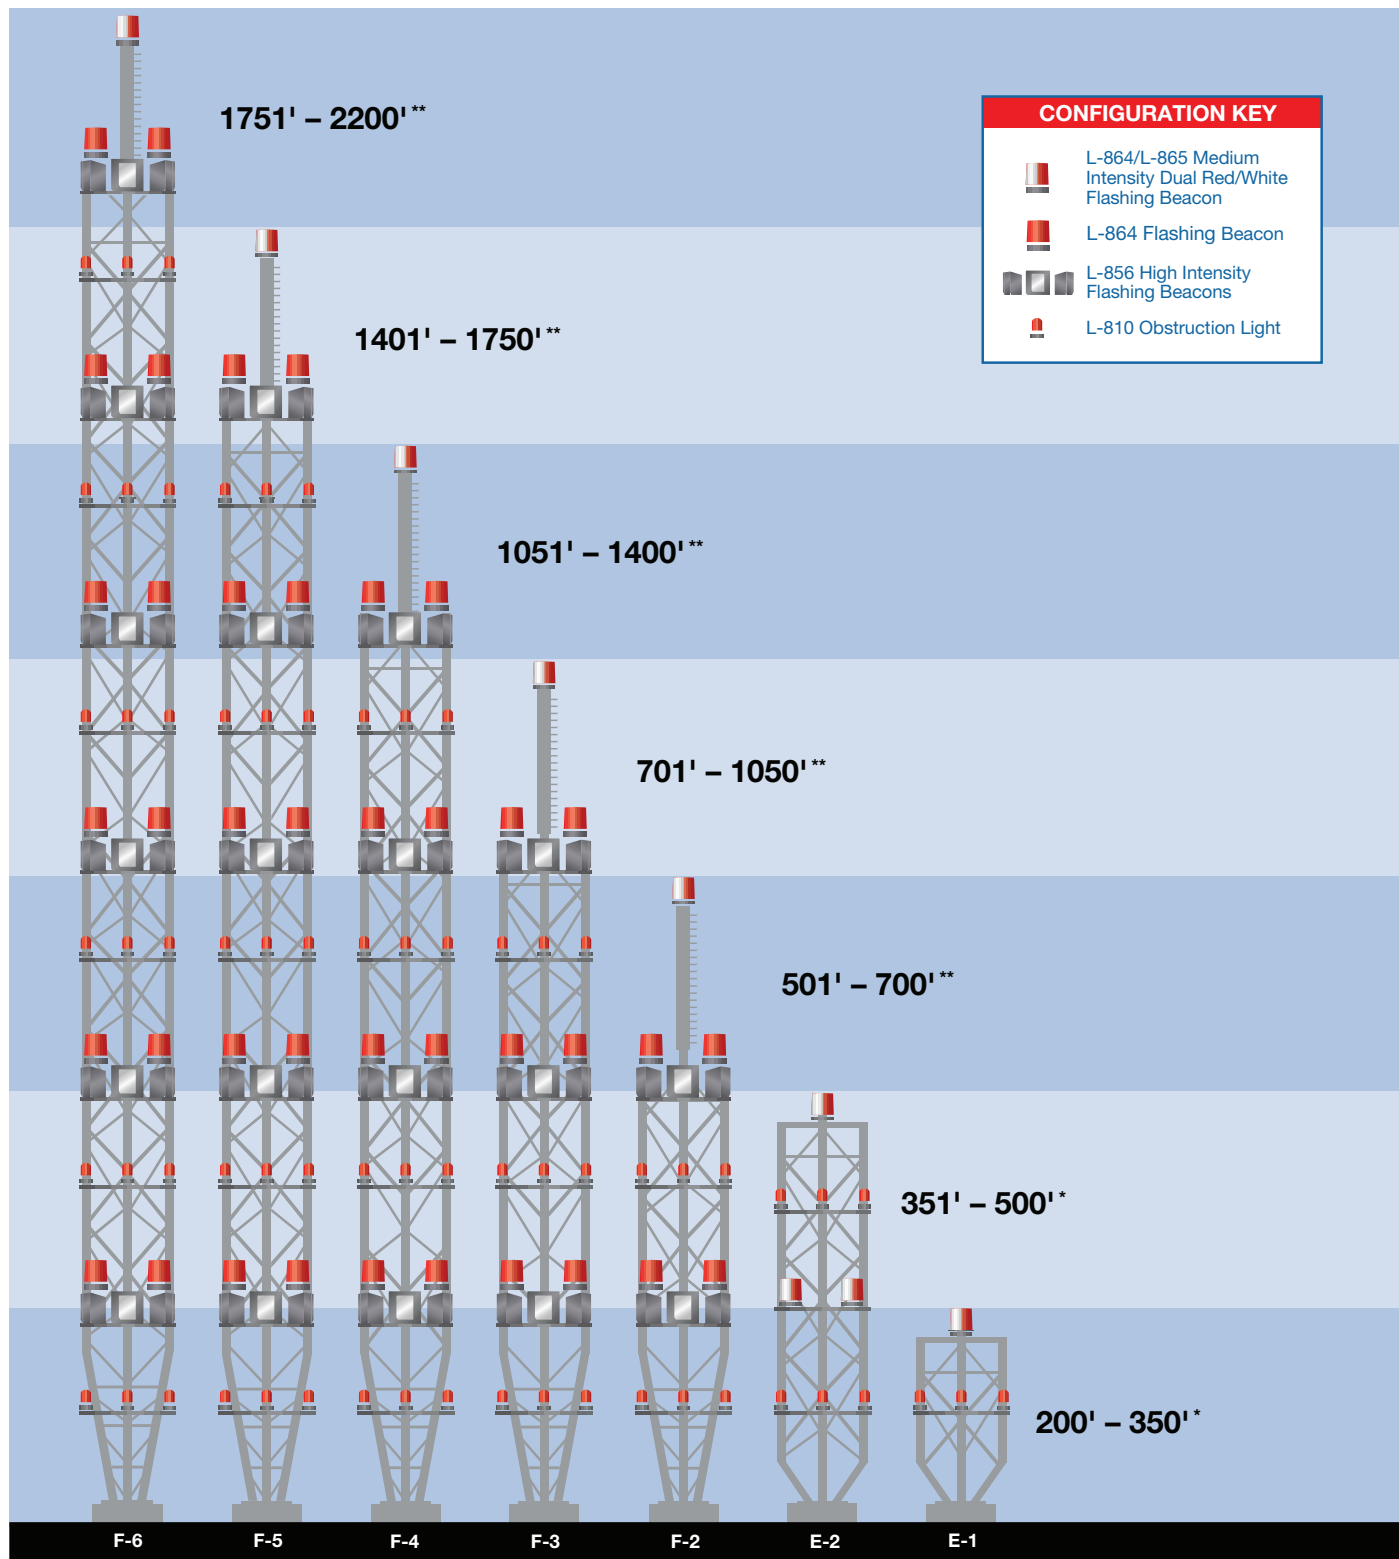 1751' – 2200' **
CONFIGURATION KEY
L-864/L-865 Medium
Intensity Dual Red/White
Flashing Beacon
L-864 Flashing Beacon
L-856 High Intensity
Flashing Beacons
L-810 Obstruction Light
1401' – 1750' **
1051' – 1400' **
701' – 1050' **
501' – 700' **
351' – 500' *
200' – 350' *
F-6 F-5 F-4 F-3 F-2 E-2 E-1